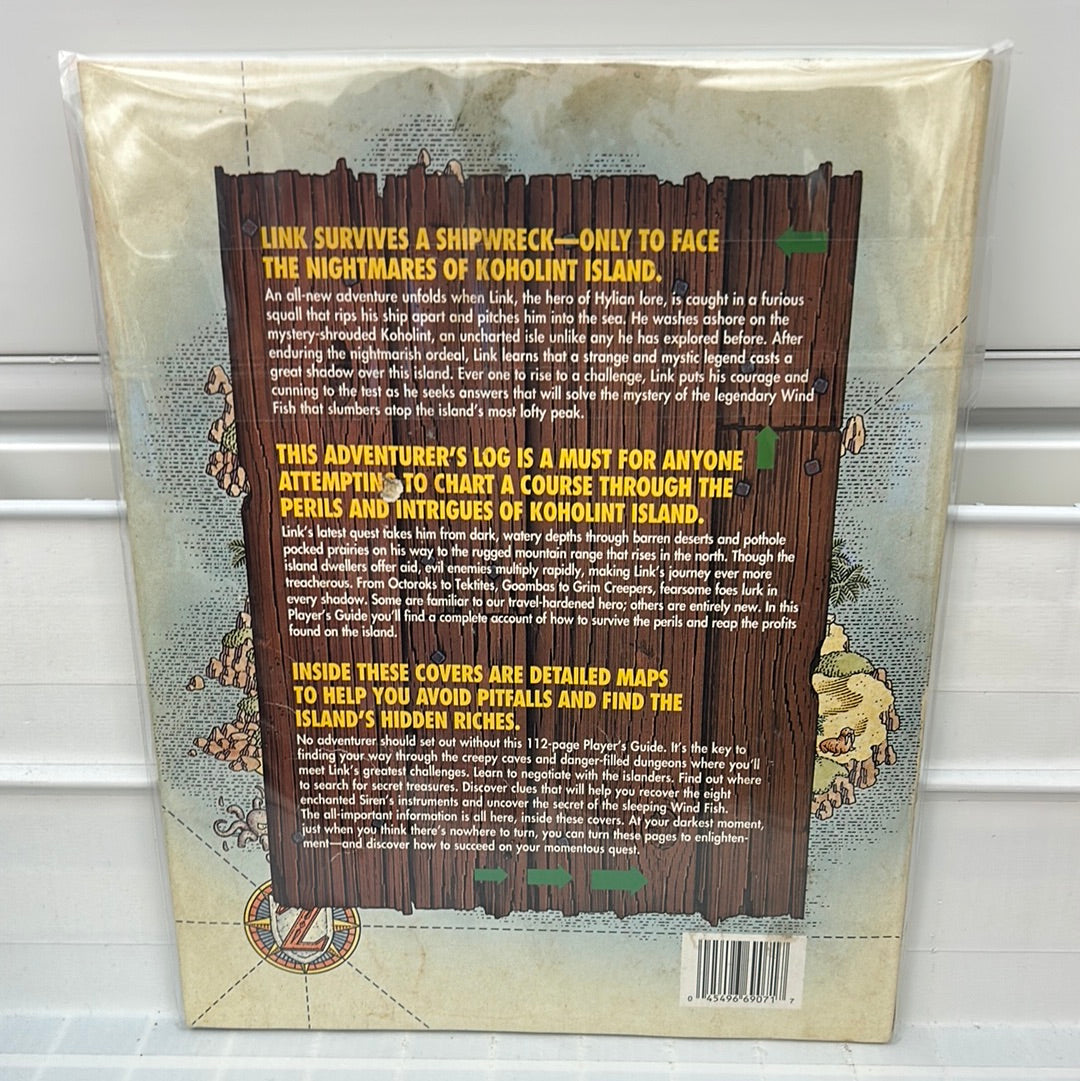 LINK SURVIVES A SHIPWRECK—ONLY TO FACE
THE NIGHTMARES OF KOHOLINT ISLAND.
An all-new adventure unfolds when Link, the hero of Hylian lore, is caught in a furious
squall that rips his ship apart and pitches him into the sea. He washes ashore on the
mystery-shrouded Koholint, an uncharted isle unlike any he has explored before. After
enduring the nightmarish ordeal, Link learns that a strange and mystic legend casts a
great shadow over this island. Ever one to rise to a challenge, Link puts his courage and
cunning to the test as he seeks answers that will solve the mystery of the legendary Wind
Fish that slumbers atop the island's most lofty peak.
THIS ADVENTURER'S LOG IS A MUST FOR ANYONE
ATTEMPTIN TO CHART A COURSE THROUGH THE
PERILS AND INTRIGUES OF KOHOLINT ISLAND.
Link's latest quest takes him from dark, watery depths through barren deserts and pothole
pocked prairies on his way to the rugged mountain range that rises in the north. Though the
island dwellers offer aid, evil enemies multiply rapidly, making Link's journey ever more
treacherous. From Octoroks to Tektites, Goombas to Grim Creepers, fearsome foes lurk in
every shadow. Some are familiar to our travel-hardened hero; others are entirely new. In this
Player's Guide you'll find a complete account of how to survive the perils and reap the profits
found on the island.
INSIDE THESE COVERS ARE DETAILED MAPS
TO HELP YOU AVOID PITFALLS AND FIND THE
ISLAND'S HIDDEN RICHES.
No adventurer should set out without this 112-page Player's Guide. It's the key to
finding your way through the creepy caves and danger-filled dungeons where you'll
meet Link's greatest challenges. Learn to negotiate with the islanders. Find out where
to search for secret treasures. Discover clues that will help you recover the eight
enchanted Siren's instruments and uncover the secret of the sleeping Wind Fish.
The all-important information is all here, inside these covers. At your darkest moment,
just when you think there's nowhere to turn, you can turn these pages to enlighten-
ment—and discover how to succeed on your momentous quest.
Z
0 45496 69071 7